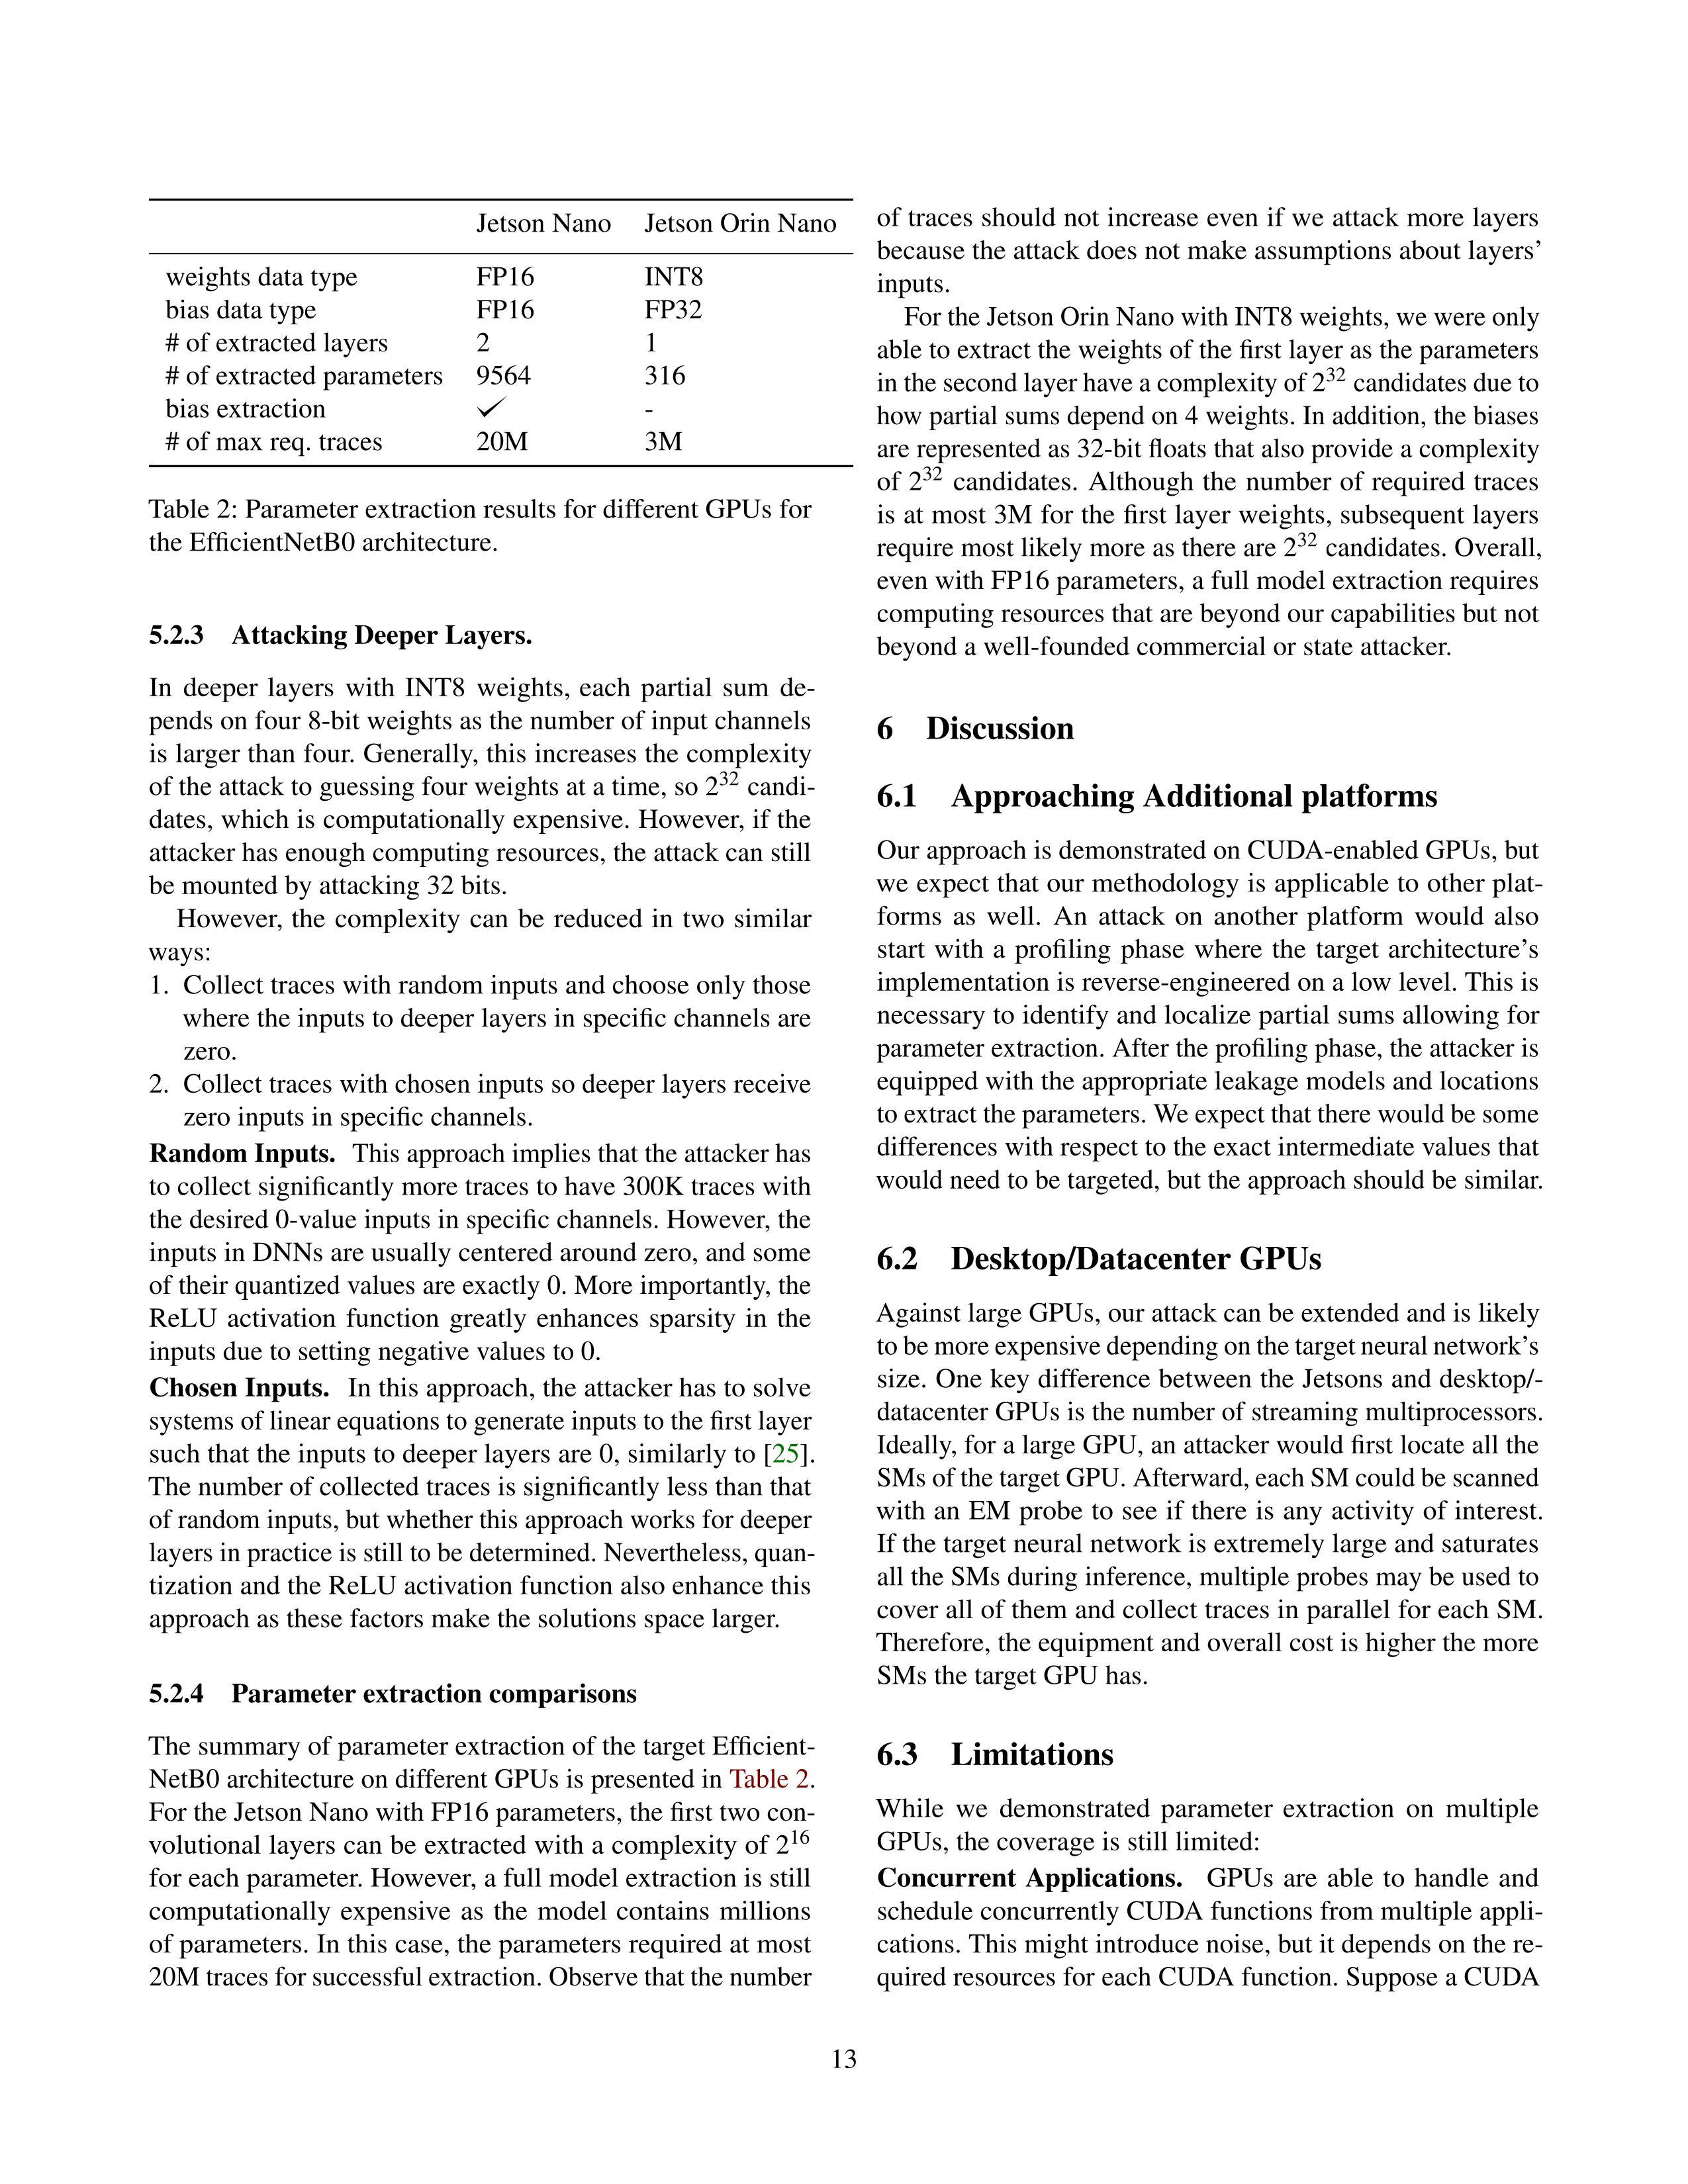 Jetson Nano Jetson Orin Nano
weights data type FP16 INT8
bias data type FP16 FP32
# of extracted layers 2 1
# of extracted parameters 9564 316
bias extraction ✓ -
# of max req. traces 20M 3M
Table 2: Parameter extraction results for different GPUs for
the EfficientNetB0 architecture.
5.2.3 Attacking Deeper Layers.
In deeper layers with INT8 weights, each partial sum de-
pends on four 8-bit weights as the number of input channels
is larger than four. Generally, this increases the complexity
of the attack to guessing four weights at a time, so 2^32 candi-
dates, which is computationally expensive. However, if the
attacker has enough computing resources, the attack can still
be mounted by attacking 32 bits.
However, the complexity can be reduced in two similar
ways:
1. Collect traces with random inputs and choose only those
where the inputs to deeper layers in specific channels are
zero.
2. Collect traces with chosen inputs so deeper layers receive
zero inputs in specific channels.
Random Inputs. This approach implies that the attacker has
to collect significantly more traces to have 300K traces with
the desired 0-value inputs in specific channels. However, the
inputs in DNNs are usually centered around zero, and some
of their quantized values are exactly 0. More importantly, the
ReLU activation function greatly enhances sparsity in the
inputs due to setting negative values to 0.
Chosen Inputs. In this approach, the attacker has to solve
systems of linear equations to generate inputs to the first layer
such that the inputs to deeper layers are 0, similarly to [25].
The number of collected traces is significantly less than that
of random inputs, but whether this approach works for deeper
layers in practice is still to be determined. Nevertheless, quan-
tization and the ReLU activation function also enhance this
approach as these factors make the solutions space larger.
5.2.4 Parameter extraction comparisons
The summary of parameter extraction of the target Efficient-
NetB0 architecture on different GPUs is presented in Table 2.
For the Jetson Nano with FP16 parameters, the first two con-
volutional layers can be extracted with a complexity of 2^16
for each parameter. However, a full model extraction is still
computationally expensive as the model contains millions
of parameters. In this case, the parameters required at most
20M traces for successful extraction. Observe that the number
of traces should not increase even if we attack more layers
because the attack does not make assumptions about layers'
inputs.
For the Jetson Orin Nano with INT8 weights, we were only
able to extract the weights of the first layer as the parameters
in the second layer have a complexity of 2^32 candidates due to
how partial sums depend on 4 weights. In addition, the biases
are represented as 32-bit floats that also provide a complexity
of 2^32 candidates. Although the number of required traces
is at most 3M for the first layer weights, subsequent layers
require most likely more as there are 2^32 candidates. Overall,
even with FP16 parameters, a full model extraction requires
computing resources that are beyond our capabilities but not
beyond a well-founded commercial or state attacker.
6 Discussion
6.1 Approaching Additional platforms
Our approach is demonstrated on CUDA-enabled GPUs, but
we expect that our methodology is applicable to other plat-
forms as well. An attack on another platform would also
start with a profiling phase where the target architecture's
implementation is reverse-engineered on a low level. This is
necessary to identify and localize partial sums allowing for
parameter extraction. After the profiling phase, the attacker is
equipped with the appropriate leakage models and locations
to extract the parameters. We expect that there would be some
differences with respect to the exact intermediate values that
would need to be targeted, but the approach should be similar.
6.2 Desktop/Datacenter GPUs
Against large GPUs, our attack can be extended and is likely
to be more expensive depending on the target neural network's
size. One key difference between the Jetsons and desktop/-
datacenter GPUs is the number of streaming multiprocessors.
Ideally, for a large GPU, an attacker would first locate all the
SMs of the target GPU. Afterward, each SM could be scanned
with an EM probe to see if there is any activity of interest.
If the target neural network is extremely large and saturates
all the SMs during inference, multiple probes may be used to
cover all of them and collect traces in parallel for each SM.
Therefore, the equipment and overall cost is higher the more
SMs the target GPU has.
6.3 Limitations
While we demonstrated parameter extraction on multiple
GPUs, the coverage is still limited:
Concurrent Applications. GPUs are able to handle and
schedule concurrently CUDA functions from multiple appli-
cations. This might introduce noise, but it depends on the re-
quired resources for each CUDA function. Suppose a CUDA
13